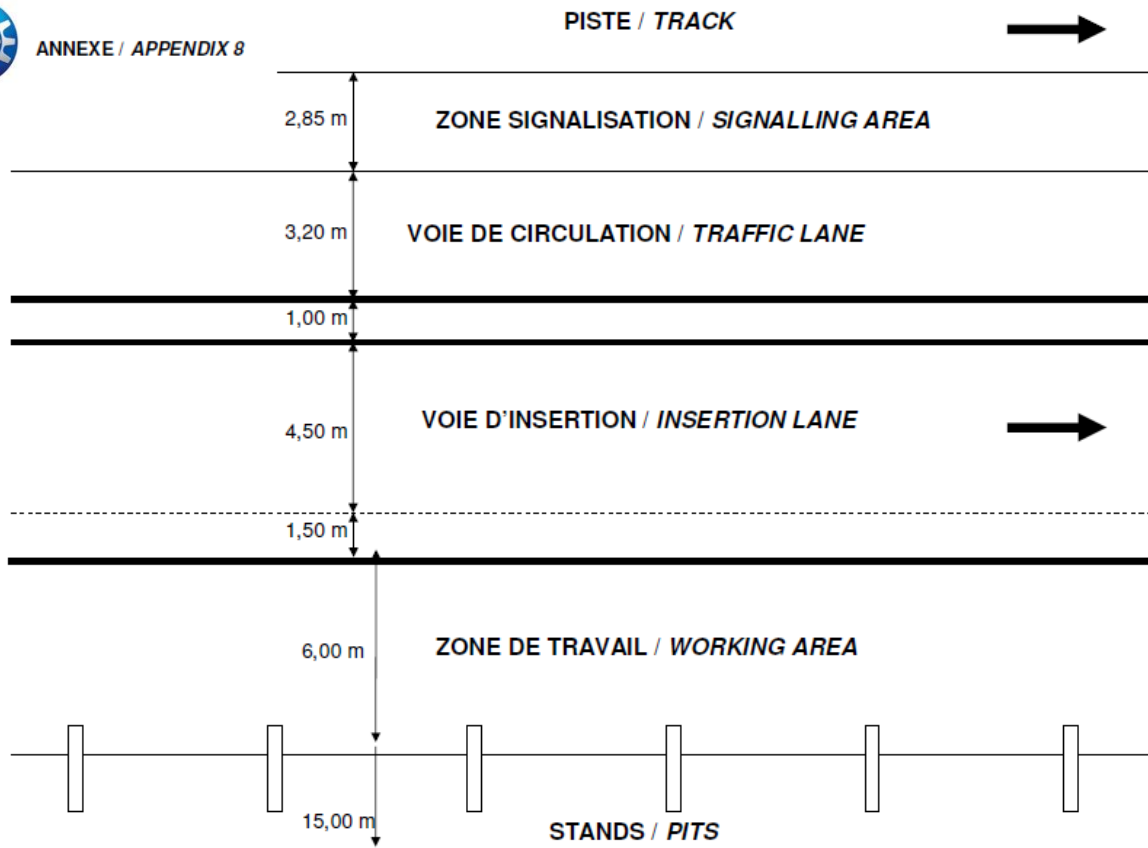 PISTE / TRACK
ANNEXE / APPENDIX 8
2,85 m
ZONE SIGNALISATION / SIGNALLING AREA
3,20 m
VOIE DE CIRCULATION / TRAFFIC LANE
1,00 m
VOIE D'INSERTION / INSERTION LANE
4,50 m
1,50 m
6,00 m
ZONE DE TRAVAIL / WORKING AREA
15,00 m
STANDS / PITS